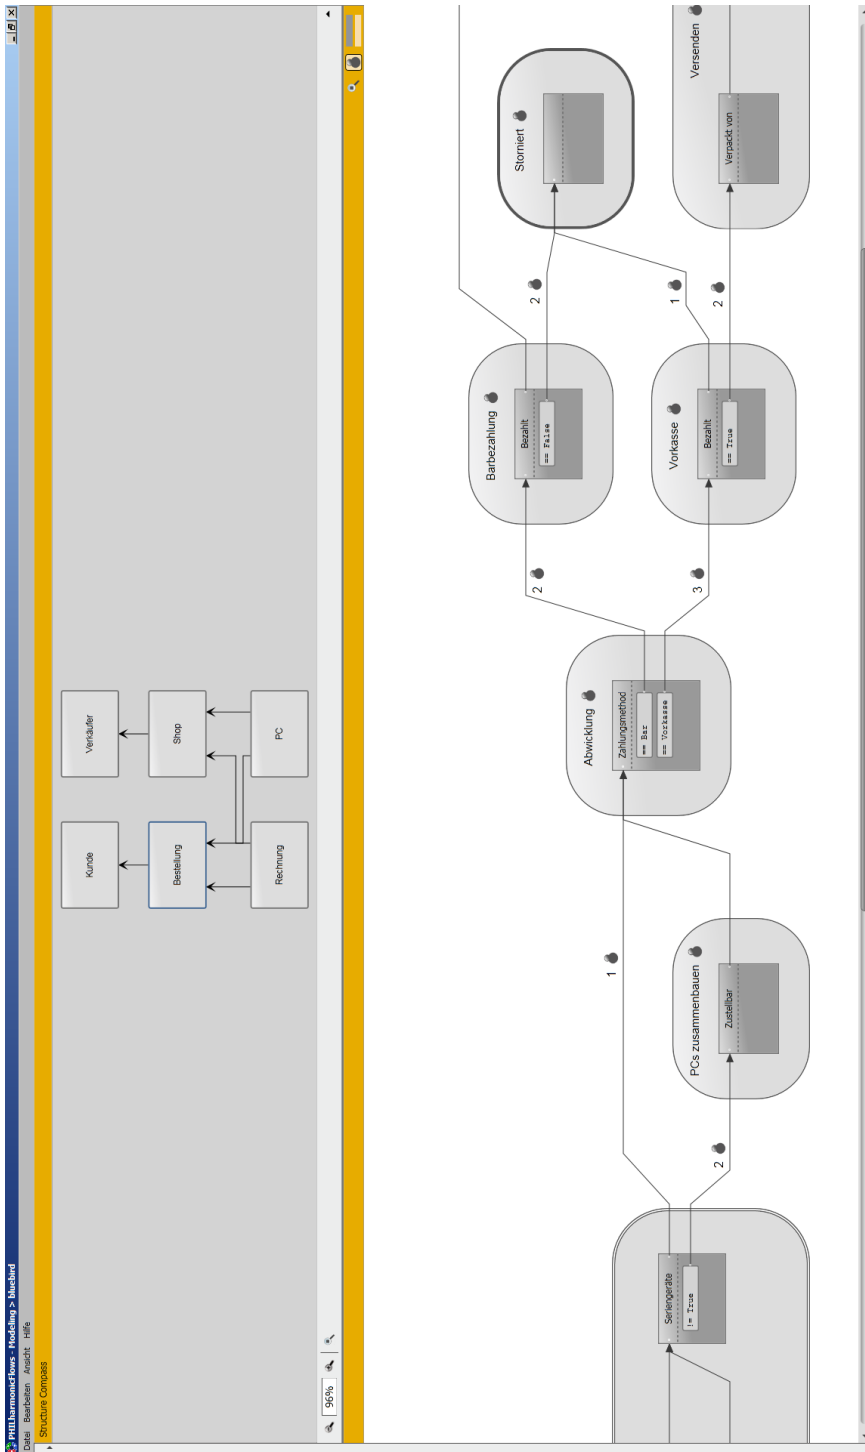 PHILharmonicFlows - Modeling > bluebird
Datei Bearbeiten Ansicht Hilfe
Structure Compass
Kunde
Verkäufer
Bestellung
Shop
Rechnung
PC
96%
Seriengeräte
!= True
1
2
PCs zusammenbauen
Zustellbar
Abwicklung
Zahlungsmethod
== Bar
== Vorkasse
2
3
Barbezahlung
Bezahlt
== False
Vorkasse
Bezahlt
== True
2
1
2
Storniert
Versenden
Verpackt von